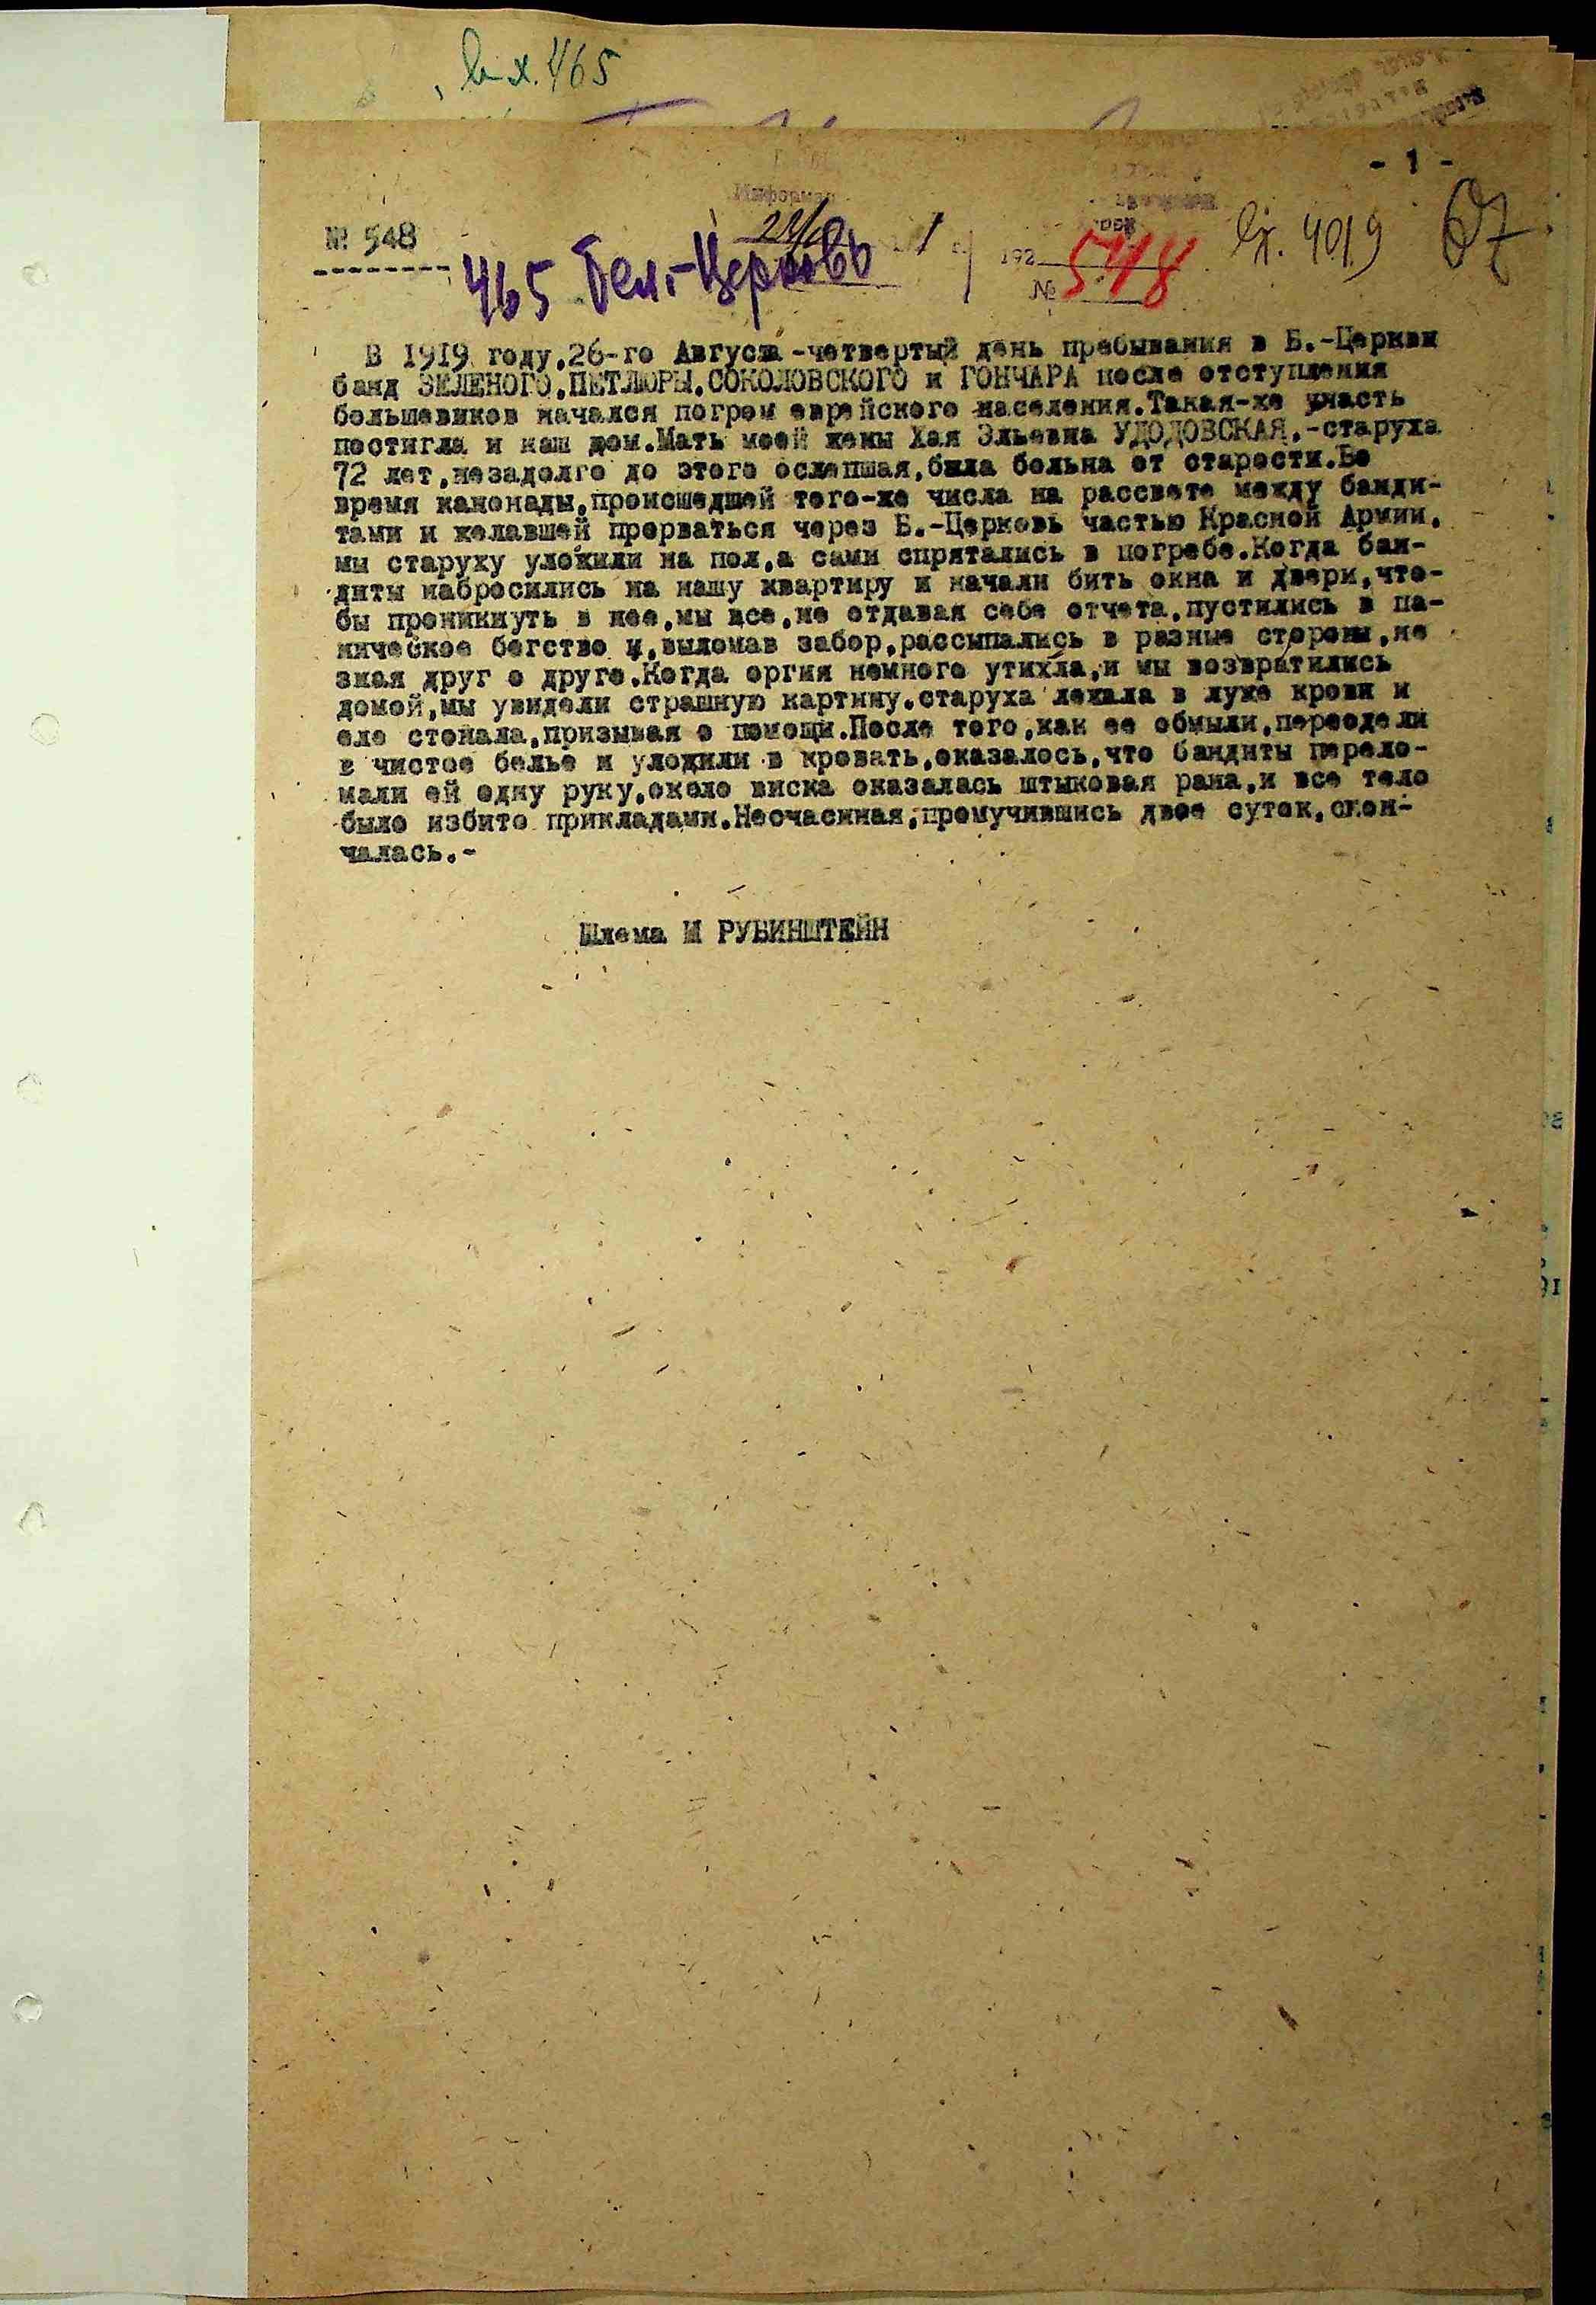 вх.465
- 1 -
№ 548
465 Бел.-Церковь
192
№ 548
Вх. 4019
67
В 1919 году,26-го Августа -четвертый день пребывания в Б.-Церкви
банд ЗЕЛЕНОГО,ПЕТЛЮРЫ,СОКОЛОВСКОГО и ГОНЧАРА после отступления
большевиков начался погром еврейского населения.Такая-же участь
постигла и наш дом.Мать моей жены Хая Эльевна УДОДОВСКАЯ,-старуха
72 лет,незадолго до этого ослепшая,была больна от старости.Во
время канонады,происшедшей того-же числа на рассвете между банди-
тами и желавшей прорваться через Б.-Церковь частью Красной Армии,
мы старуху уложили на пол,а сами спрятались в погребе.Когда бан-
диты набросились на нашу квартиру и начали бить окна и двери,что-
бы проникнуть в нее,мы все,не отдавая себе отчета,пустились в па-
ническое бегство и,выломав забор,рассыпались в разные стороны,не
зная друг о друге.Когда оргия немного утихла,и мы возвратились
домой,мы увидели страшную картину.старуха лежала в луже крови и
еле стонала,призывая о помощи.После того,как ее обмыли,переодели
в чистое белье и уложили в кровать,оказалось,что бандиты перело-
мали ей одну руку,около виска оказалась штыковая рана,и все тело
было избито прикладами.Несчасиная,промучившись двое суток,скон-
чалась.-
Шлема М РУБИНШТЕЙН